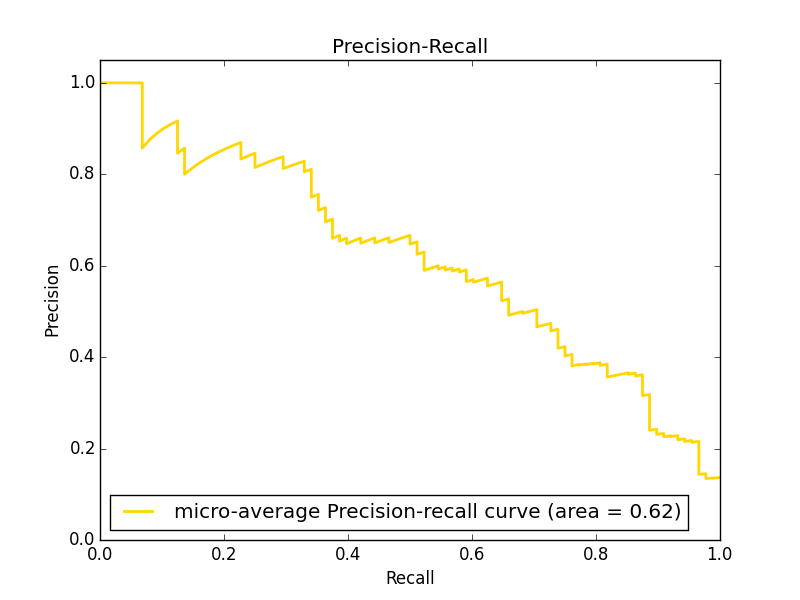 Precision-Recall
1.0
0.8
0.6
0.4
0.2
0.0
Precision
micro-average Precision-recall curve (area = 0.62)
0.0 0.2 0.4 0.6 0.8 1.0
Recall